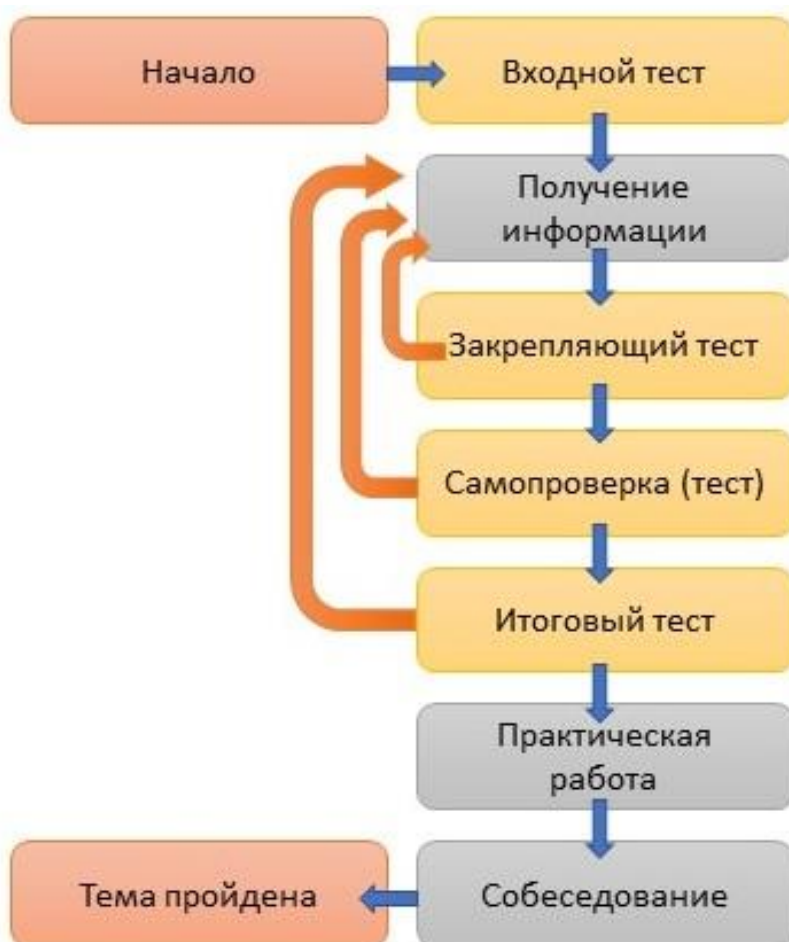 Начало
Входной тест
Получение
информации
Закрепляющий тест
Самопроверка (тест)
Итоговый тест
Практическая
работа
Собеседование
Тема пройдена